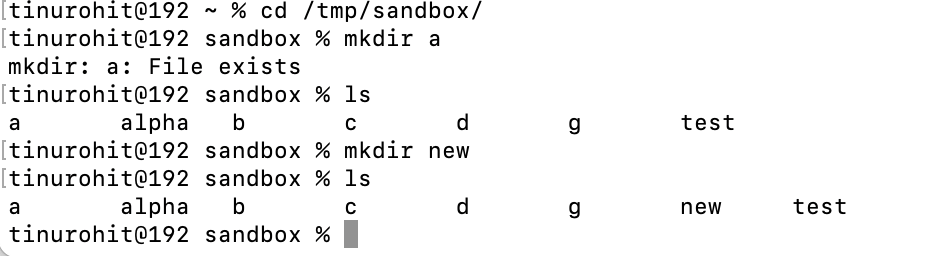 [tinurohit@192 ~ % cd /tmp/sandbox/
[tinurohit@192 sandbox % mkdir a
mkdir: a: File exists
[tinurohit@192 sandbox % ls
a alpha b c d g test
[tinurohit@192 sandbox % mkdir new
[tinurohit@192 sandbox % ls
a alpha b c d g new test
tinurohit@192 sandbox %